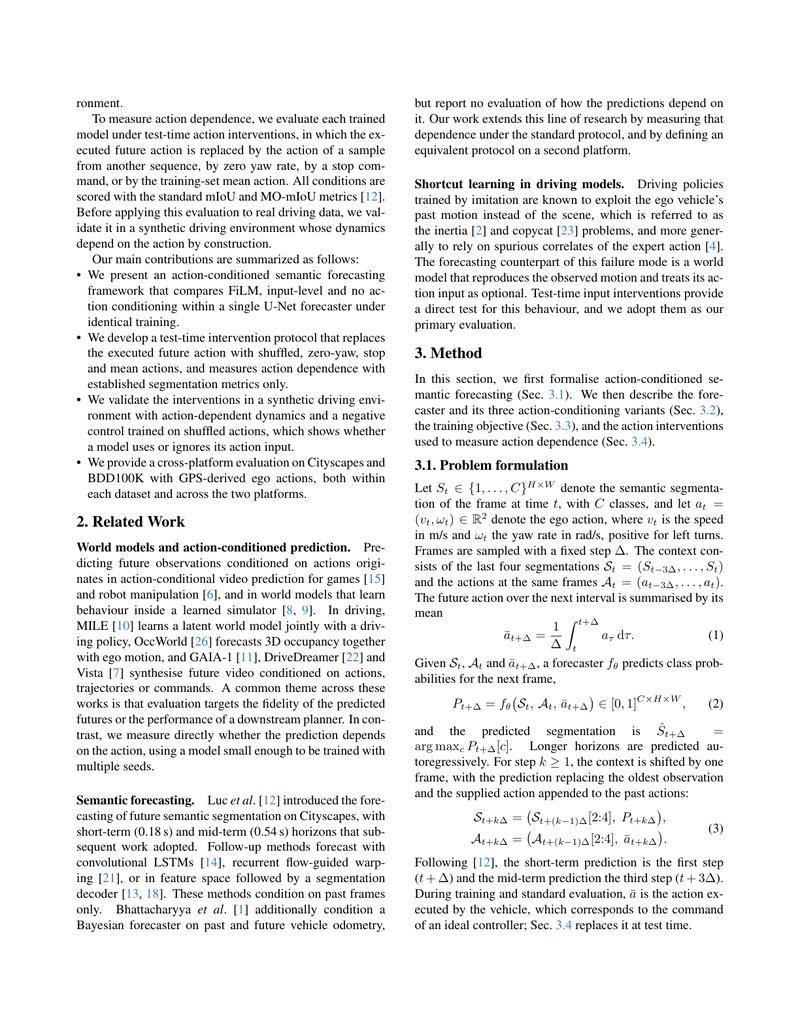 ronment.
To measure action dependence, we evaluate each trained
model under test-time action interventions, in which the ex-
ecuted future action is replaced by the action of a sample
from another sequence, by zero yaw rate, by a stop com-
mand, or by the training-set mean action. All conditions are
scored with the standard mIoU and MO-mIoU metrics [12].
Before applying this evaluation to real driving data, we val-
idate it in a synthetic driving environment whose dynamics
depend on the action by construction.
Our main contributions are summarized as follows:
• We present an action-conditioned semantic forecasting
framework that compares FiLM, input-level and no ac-
tion conditioning within a single U-Net forecaster under
identical training.
• We develop a test-time intervention protocol that replaces
the executed future action with shuffled, zero-yaw, stop
and mean actions, and measures action dependence with
established segmentation metrics only.
• We validate the interventions in a synthetic driving envi-
ronment with action-dependent dynamics and a negative
control trained on shuffled actions, which shows whether
a model uses or ignores its action input.
• We provide a cross-platform evaluation on Cityscapes and
BDD100K with GPS-derived ego actions, both within
each dataset and across the two platforms.
2. Related Work
World models and action-conditioned prediction. Pre-
dicting future observations conditioned on actions origi-
nates in action-conditional video prediction for games [15]
and robot manipulation [6], and in world models that learn
behaviour inside a learned simulator [8, 9]. In driving,
MILE [10] learns a latent world model jointly with a driv-
ing policy, OccWorld [26] forecasts 3D occupancy together
with ego motion, and GAIA-1 [11], DriveDreamer [22] and
Vista [7] synthesise future video conditioned on actions,
trajectories or commands. A common theme across these
works is that evaluation targets the fidelity of the predicted
futures or the performance of a downstream planner. In con-
trast, we measure directly whether the prediction depends
on the action, using a model small enough to be trained with
multiple seeds.
Semantic forecasting. Luc et al. [12] introduced the fore-
casting of future semantic segmentation on Cityscapes, with
short-term (0.18 s) and mid-term (0.54 s) horizons that sub-
sequent work adopted. Follow-up methods forecast with
convolutional LSTMs [14], recurrent flow-guided warp-
ing [21], or in feature space followed by a segmentation
decoder [13, 18]. These methods condition on past frames
only. Bhattacharyya et al. [1] additionally condition a
Bayesian forecaster on past and future vehicle odometry,
but report no evaluation of how the predictions depend on
it. Our work extends this line of research by measuring that
dependence under the standard protocol, and by defining an
equivalent protocol on a second platform.
Shortcut learning in driving models. Driving policies
trained by imitation are known to exploit the ego vehicle's
past motion instead of the scene, which is referred to as
the inertia [2] and copycat [23] problems, and more gener-
ally to rely on spurious correlates of the expert action [4].
The forecasting counterpart of this failure mode is a world
model that reproduces the observed motion and treats its ac-
tion input as optional. Test-time input interventions provide
a direct test for this behaviour, and we adopt them as our
primary evaluation.
3. Method
In this section, we first formalise action-conditioned se-
mantic forecasting (Sec. 3.1). We then describe the fore-
caster and its three action-conditioning variants (Sec. 3.2),
the training objective (Sec. 3.3), and the action interventions
used to measure action dependence (Sec. 3.4).
3.1. Problem formulation
Let S_t ∈ {1, . . . , C}^{H×W} denote the semantic segmenta-
tion of the frame at time t, with C classes, and let a_t =
(v_t, ω_t) ∈ ℝ² denote the ego action, where v_t is the speed
in m/s and ω_t the yaw rate in rad/s, positive for left turns.
Frames are sampled with a fixed step Δ. The context con-
sists of the last four segmentations 𝒮_t = (S_{t−3Δ}, . . . , S_t)
and the actions at the same frames 𝒜_t = (a_{t−3Δ}, . . . , a_t).
The future action over the next interval is summarised by its
mean
ā_{t+Δ} = 1/Δ ∫_t^{t+Δ} a_τ dτ. (1)
Given 𝒮_t, 𝒜_t and ā_{t+Δ}, a forecaster f_θ predicts class prob-
abilities for the next frame,
P_{t+Δ} = f_θ(𝒮_t, 𝒜_t, ā_{t+Δ}) ∈ [0, 1]^{C×H×W}, (2)
and the predicted segmentation is Ŝ_{t+Δ} =
arg max_c P_{t+Δ}[c]. Longer horizons are predicted au-
toregressively. For step k ≥ 1, the context is shifted by one
frame, with the prediction replacing the oldest observation
and the supplied action appended to the past actions:
𝒮_{t+kΔ} = (𝒮_{t+(k−1)Δ}[2:4], P_{t+kΔ}),
𝒜_{t+kΔ} = (𝒜_{t+(k−1)Δ}[2:4], ā_{t+kΔ}). (3)
Following [12], the short-term prediction is the first step
(t + Δ) and the mid-term prediction the third step (t + 3Δ).
During training and standard evaluation, ā is the action ex-
ecuted by the vehicle, which corresponds to the command
of an ideal controller; Sec. 3.4 replaces it at test time.